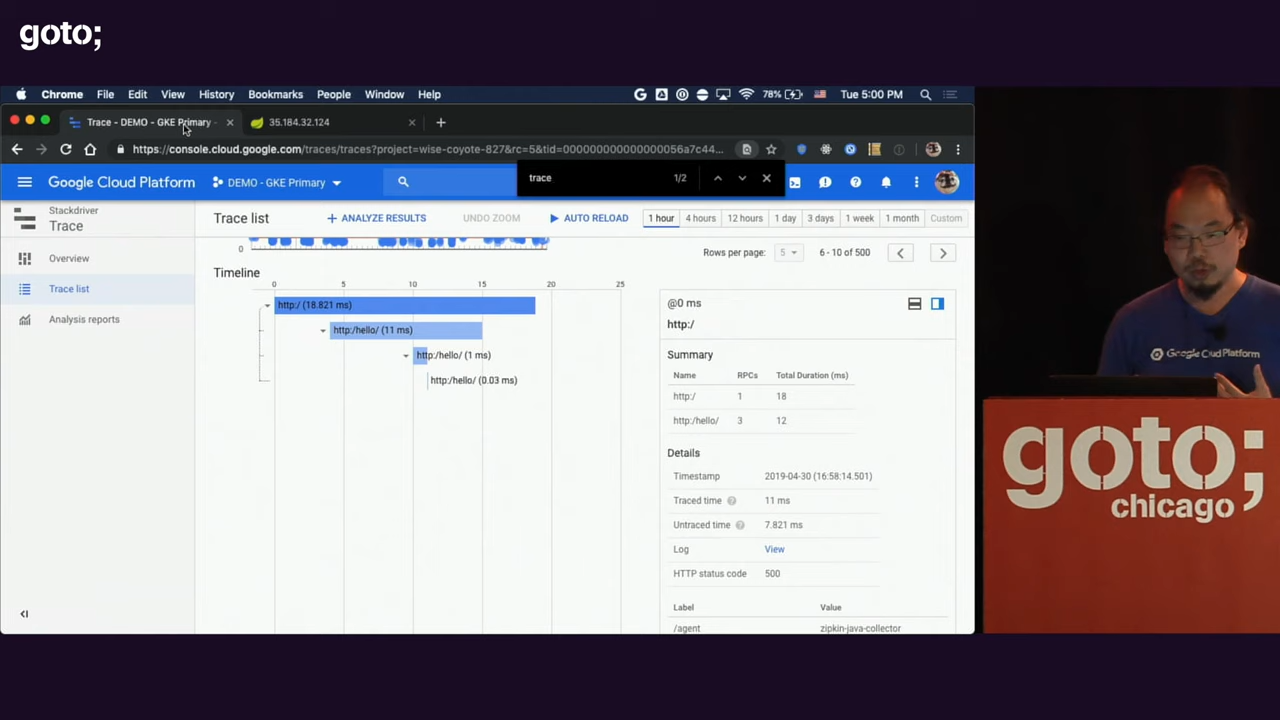 goto;
Chrome File Edit View History Bookmarks People Window Help 78% Tue 5:00 PM
Trace - DEMO - GKE Primary - 35.184.32.124
https://console.cloud.google.com/traces/traces?project=wise-coyote-827&rc=5&tid=0000000000000000056a7c44...
trace 1/2
Google Cloud Platform DEMO - GKE Primary
Stackdriver
Trace
Trace list ANALYZE RESULTS UNDO ZOOM AUTO RELOAD 1 hour 4 hours 12 hours 1 day 3 days 1 week 1 month Custom
Overview
Trace list
Analysis reports
0
Rows per page: 5 6 - 10 of 500
Timeline
0 5 10 15 20 25
http:/ (18.821 ms)
http:/hello/ (11 ms)
http:/hello/ (1 ms)
http:/hello/ (0.03 ms)
@0 ms
http:/
Summary
Name RPCs Total Duration (ms)
http:/ 1 18
http:/hello/ 3 12
Details
Timestamp 2019-04-30 (16:58:14.501)
Traced time 11 ms
Untraced time 7.821 ms
Log View
HTTP status code 500
Label Value
/agent zipkin-java-collector
Google Cloud Platform
goto;
chicago